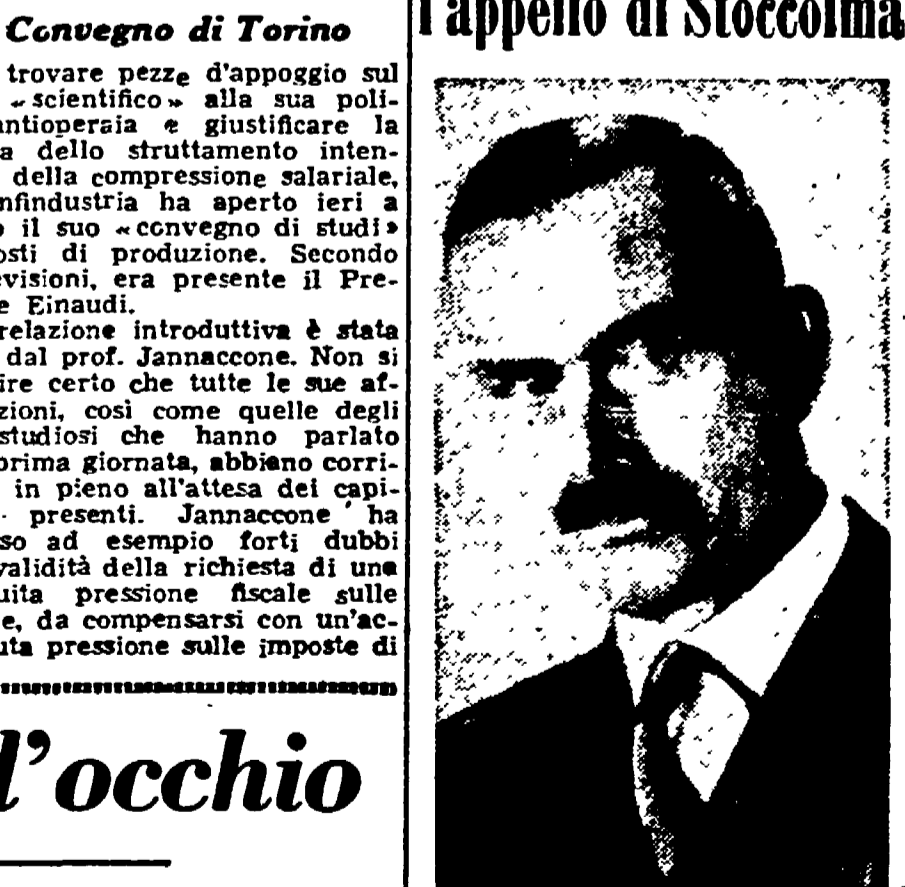 Convegno di Torino
trovare pezze d'appoggio sul
«scientifico» alla sua poli-
antioperaia e giustificare la
a dello struttamento inten-
della compressione salariale,
nfindustria ha aperto ieri a
o il suo «convegno di studi»
osti di produzione. Secondo
evisioni, era presente il Pre-
e Einaudi.
relazione introduttiva è stata
dal prof. Jannaccone. Non si
ire certo che tutte le sue af-
zioni, così come quelle degli
studiosi che hanno parlato
prima giornata, abbiano corri-
in pieno all'attesa dei capi-
presenti. Jannaccone ha
so ad esempio forti dubbi
validità della richiesta di una
uita pressione fiscale sulle
e, da compensarsi con un'ac-
uta pressione sulle imposte di
l'occhio
l'appello di Stoccolma